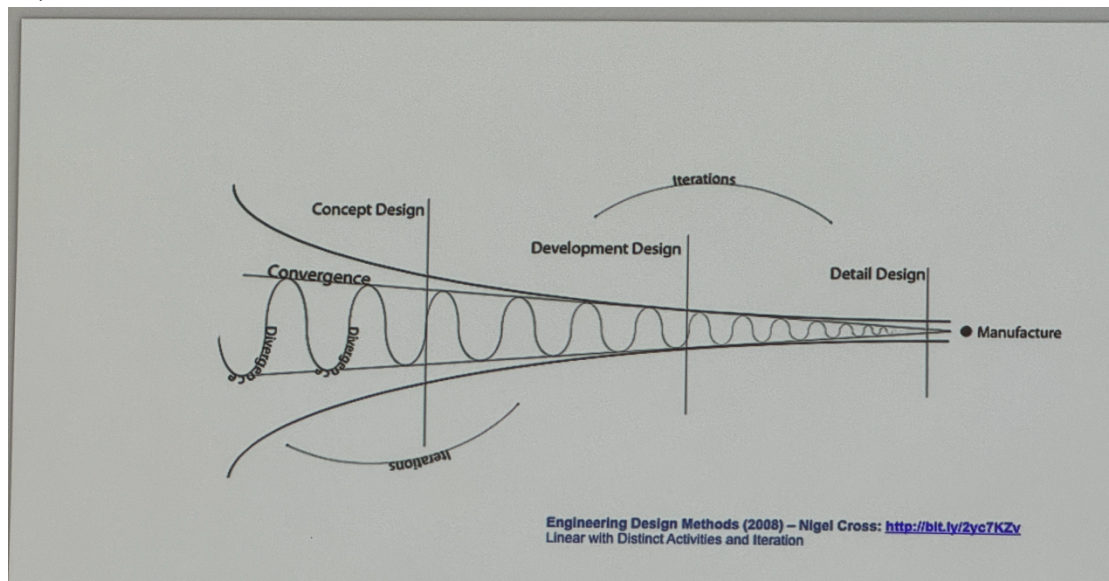 Iterations
Concept Design
Development Design
Detail Design
Convergence
Divergence
Divergence
Manufacture
Iterations
Engineering Design Methods (2008) – Nigel Cross: http://bit.ly/2yc7KZv
Linear with Distinct Activities and Iteration